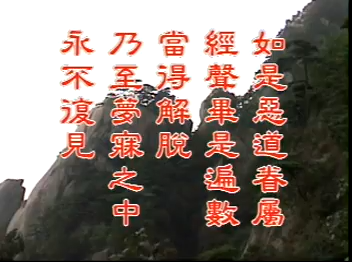 如是惡道眷屬
經聲畢是遍數
當得解脫
乃至夢寐之中
永不復見